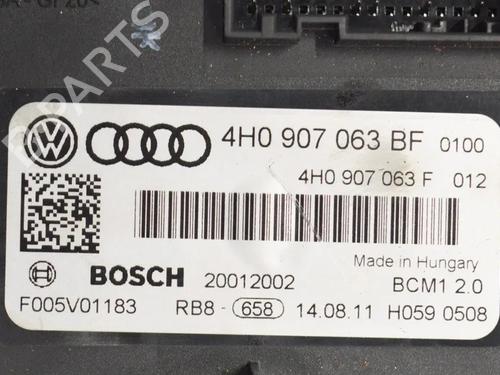 4H0 907 063 BF 0100
4H0 907 063 F 012
Made in Hungary
BOSCH 20012002 BCM1 2.0
F005V01183 RB8- 658 14.08.11 H059 0508